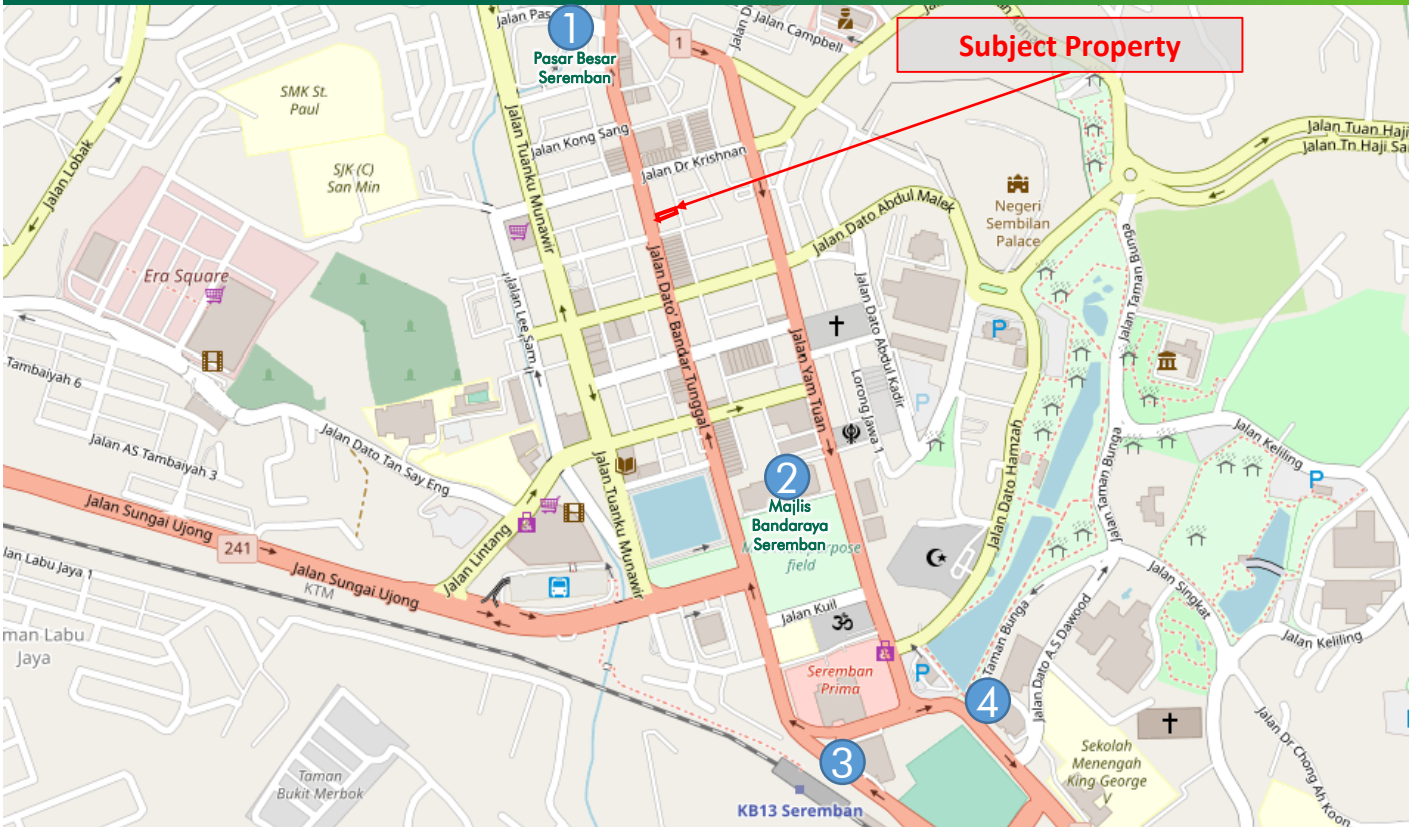 Jalan Pas
1
Pasar Besar
Seremban
1
Jalan D
Jalan Campbell
Jala
n Adna
Subject Property
SMK St.
Paul
Jalan Lobak
SJK (C)
San Min
Jalan Tuanku Munawir
Jalan Kong Sang
Jalan Dr Krishnan
Jalan Tuan Haji
Jalan Tn Haji Sa
Negeri
Sembilan
Palace
Jalan Dato Abdul Malek
Jalan Taman Bunga
Era Square
Jalan Lee Sam
Jalan Dato' Bandar Tunggal
Jalan Dato Abdul Kadir
Jalan Yam Tuan
P
Tambaiyah 6
Lorong Jawa 1
P
Jalan AS Tambaiyah 3
Jalan Dato Tan Say Eng
Jalan Dato Hamzah
Jalan Taman Bunga
Jalan Keliling
P
Jalan Sungai Ujong
241
Jalan Lintang
Jalan Tuanku Munawir
2
Majlis
Bandaraya
Seremban
pose
field
lan Labu Jaya 1
Jalan Sungai Ujong
KTM
Jalan Singkat
Jalan Kuil
ॐ
man Labu
Jaya
Taman Bunga
Jalan Dato A.S Dawood
Jalan Keliling
Seremban
Prima
P
4
3
Taman
Bukit Merbok
KB13 Seremban
Sekolah
Menengah
King George
V
Jalan Dr Chong Ah Koon